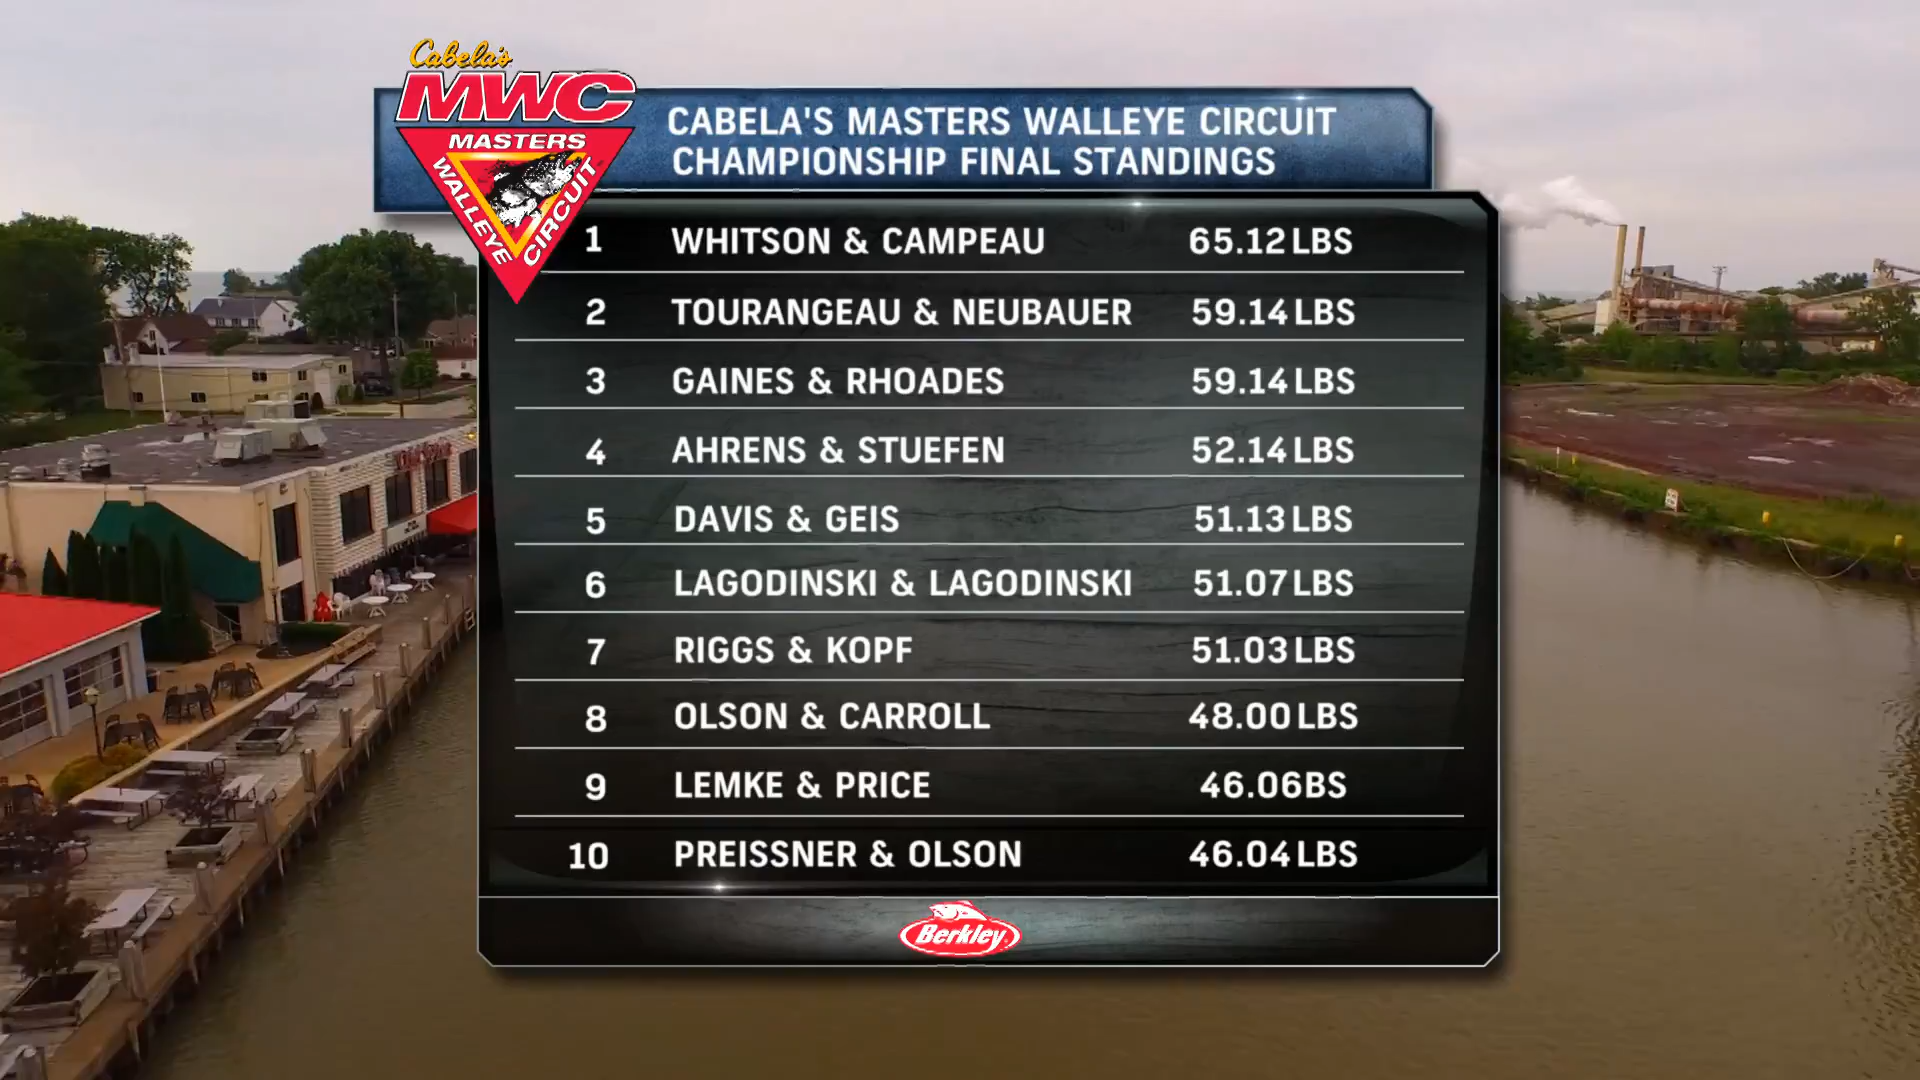 Cabela's
MWC
MASTERS
WALLEYE
CIRCUIT
CABELA'S MASTERS WALLEYE CIRCUIT
CHAMPIONSHIP FINAL STANDINGS
1 WHITSON & CAMPEAU 65.12 LBS
2 TOURANGEAU & NEUBAUER 59.14 LBS
3 GAINES & RHOADES 59.14 LBS
4 AHRENS & STUEFEN 52.14 LBS
5 DAVIS & GEIS 51.13 LBS
6 LAGODINSKI & LAGODINSKI 51.07 LBS
7 RIGGS & KOPF 51.03 LBS
8 OLSON & CARROLL 48.00 LBS
9 LEMKE & PRICE 46.06BS
10 PREISSNER & OLSON 46.04 LBS
Berkley